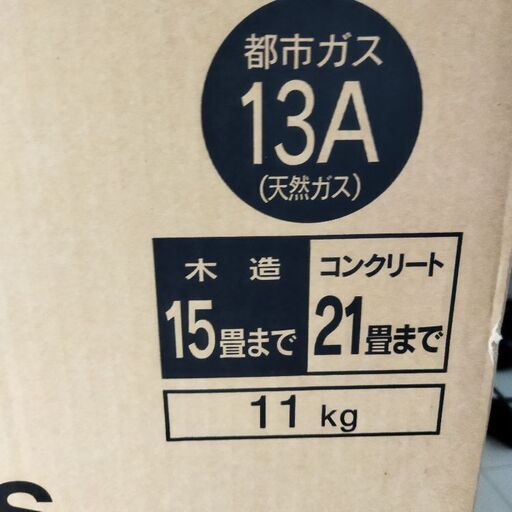 都市ガス
13A
(天然ガス)
木造 コンクリート
15畳まで 21畳まで
11 kg
S